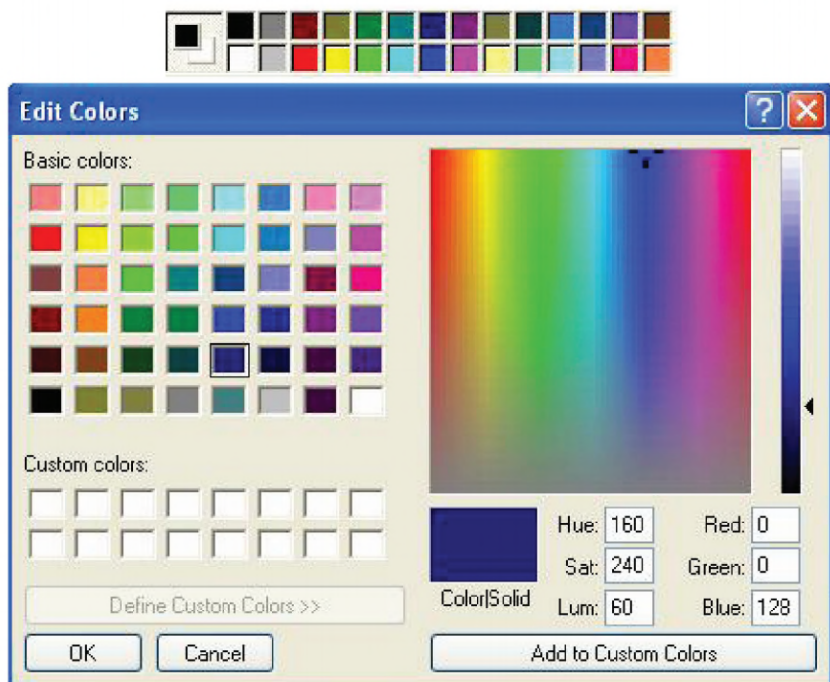 Edit Colors
?
Basic colors:
Custom colors:
Define Custom Colors >>
OK Cancel
Color|Solid
Hue: 160 Red: 0
Sat: 240 Green: 0
Lum: 60 Blue: 128
Add to Custom Colors